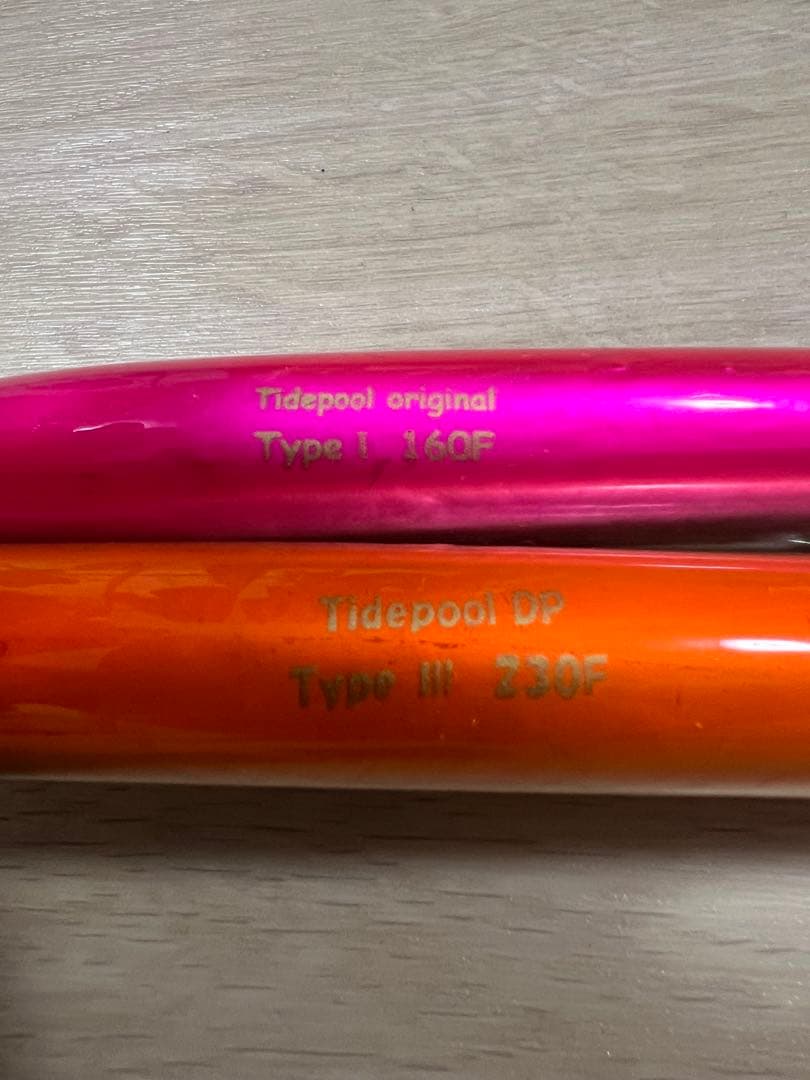 Tidepool original
Type I 160F
Tidepool DP
Type III 230F